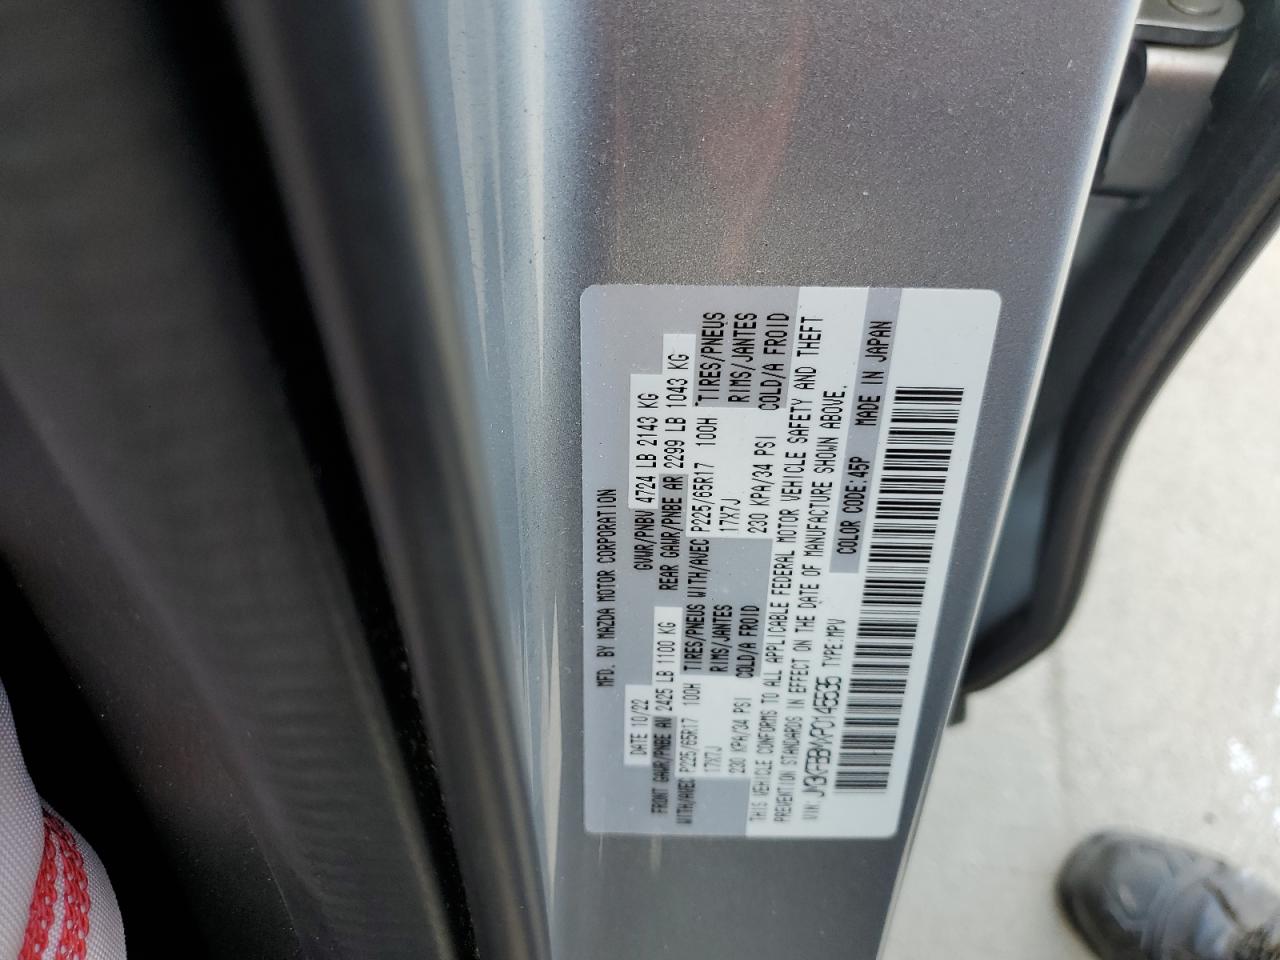 MFD. BY MAZDA MOTOR CORPORATION
DATE 10/22 GVWR/PNBV 4724 LB 2143 KG
FRONT GAWR/PNBE AV 2425 LB 1100 KG REAR GAWR/PNBE AR 2299 LB 1043 KG
WITH/AVEC P225/65R17 100H TIRES/PNEUS WITH/AVEC P225/65R17 100H TIRES/PNEUS
17X7J RIMS/JANTES 17X7J RIMS/JANTES
230 KPA/34 PSI COLD/A FROID 230 KPA/34 PSI COLD/A FROID
THIS VEHICLE CONFORMS TO ALL APPLICABLE FEDERAL MOTOR VEHICLE SAFETY AND THEFT
PREVENTION STANDARDS IN EFFECT ON THE DATE OF MANUFACTURE SHOWN ABOVE.
VIN: TYPE:MPV COLOR CODE:45P MADE IN JAPAN